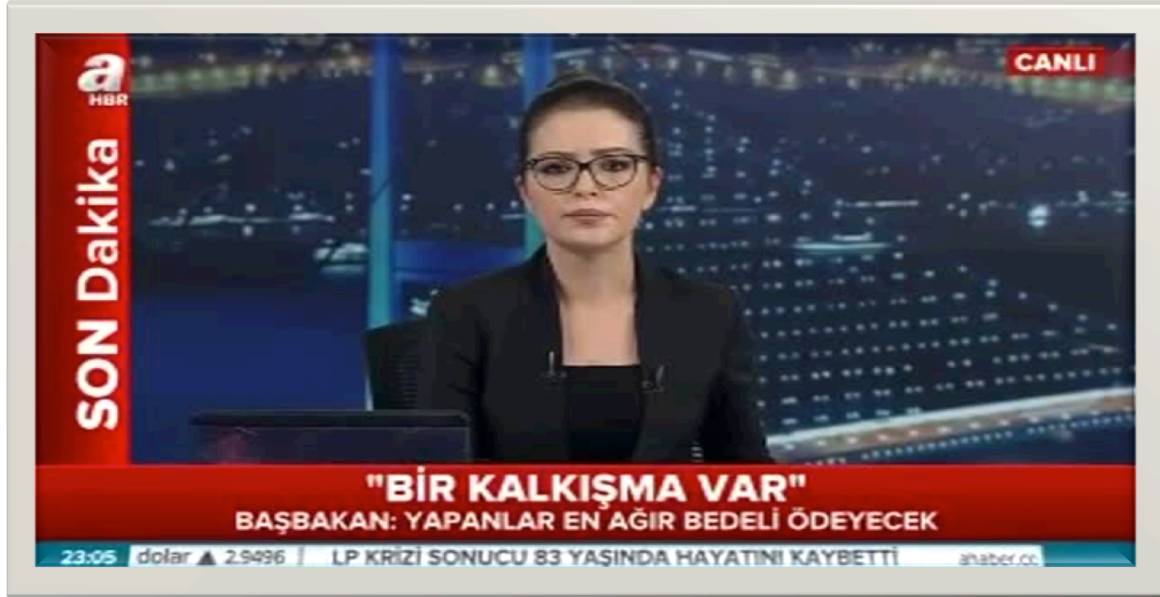 a
HBR
CANLI
SON Dakika
"BİR KALKIŞMA VAR"
BAŞBAKAN: YAPANLAR EN AĞIR BEDELİ ÖDEYECEK
23:05 dolar ▲ 2.9496 LP KRİZİ SONUCU 83 YAŞINDA HAYATINI KAYBETTİ ahaber.cc